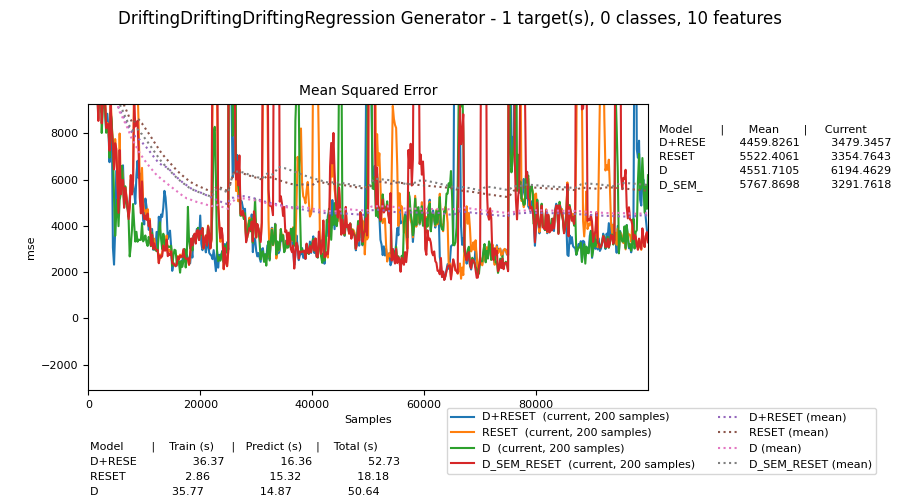 DriftingDriftingDriftingRegression Generator - 1 target(s), 0 classes, 10 features
Mean Squared Error
Model | Mean | Current
D+RESE 4459.8261 3479.3457
RESET 5522.4061 3354.7643
D 4551.7105 6194.4629
D_SEM_ 5767.8698 3291.7618
mse
8000
6000
4000
2000
0
−2000
0 20000 40000 60000 80000
Samples
D+RESET (current, 200 samples) D+RESET (mean)
RESET (current, 200 samples) RESET (mean)
D (current, 200 samples) D (mean)
D_SEM_RESET (current, 200 samples) D_SEM_RESET (mean)
Model | Train (s) | Predict (s) | Total (s)
D+RESE 36.37 16.36 52.73
RESET 2.86 15.32 18.18
D 35.77 14.87 50.64